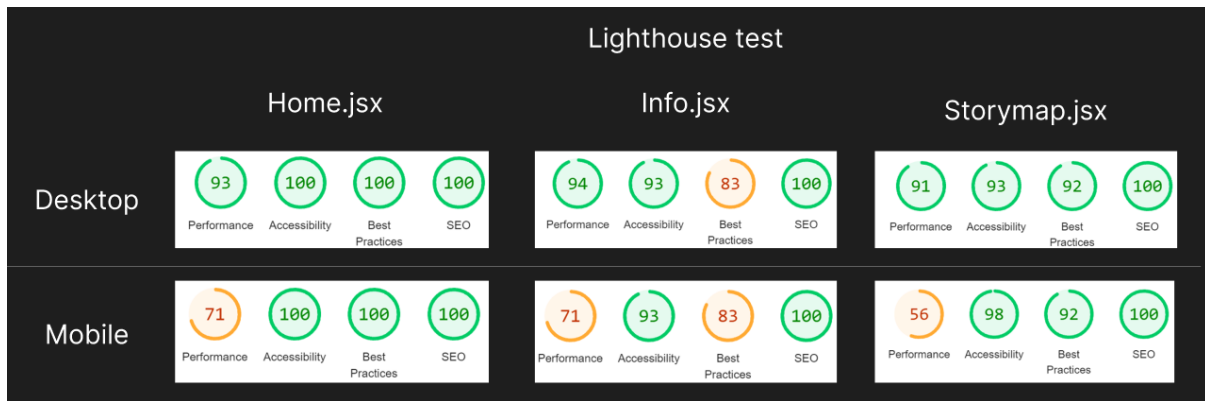 Lighthouse test
Home.jsx Info.jsx Storymap.jsx
Desktop
93 100 100 100
Performance Accessibility Best Practices SEO
94 93 83 100
Performance Accessibility Best Practices SEO
91 93 92 100
Performance Accessibility Best Practices SEO
Mobile
71 100 100 100
Performance Accessibility Best Practices SEO
71 93 83 100
Performance Accessibility Best Practices SEO
56 98 92 100
Performance Accessibility Best Practices SEO